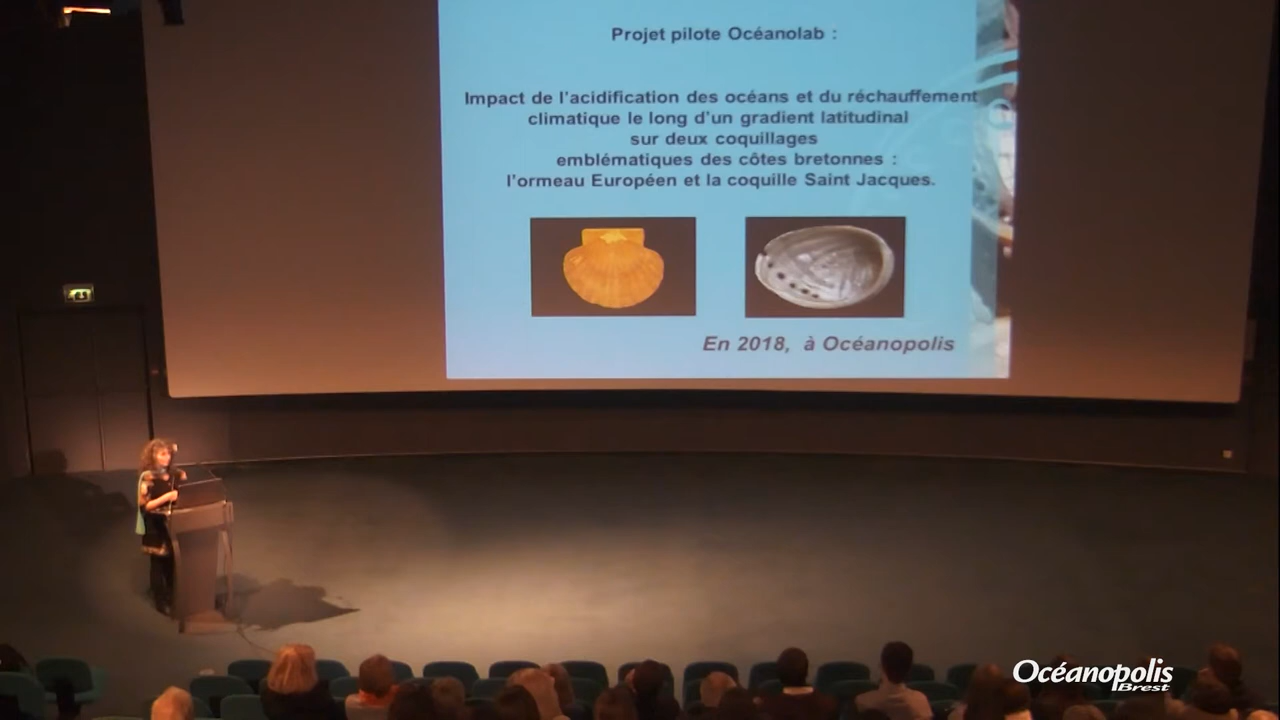 Projet pilote Océanolab :
Impact de l'acidification des océans et du réchauffement
climatique le long d'un gradient latitudinal
sur deux coquillages
emblématiques des côtes bretonnes :
l'ormeau Européen et la coquille Saint Jacques.
En 2018, à Océanopolis
Océanopolis
Brest